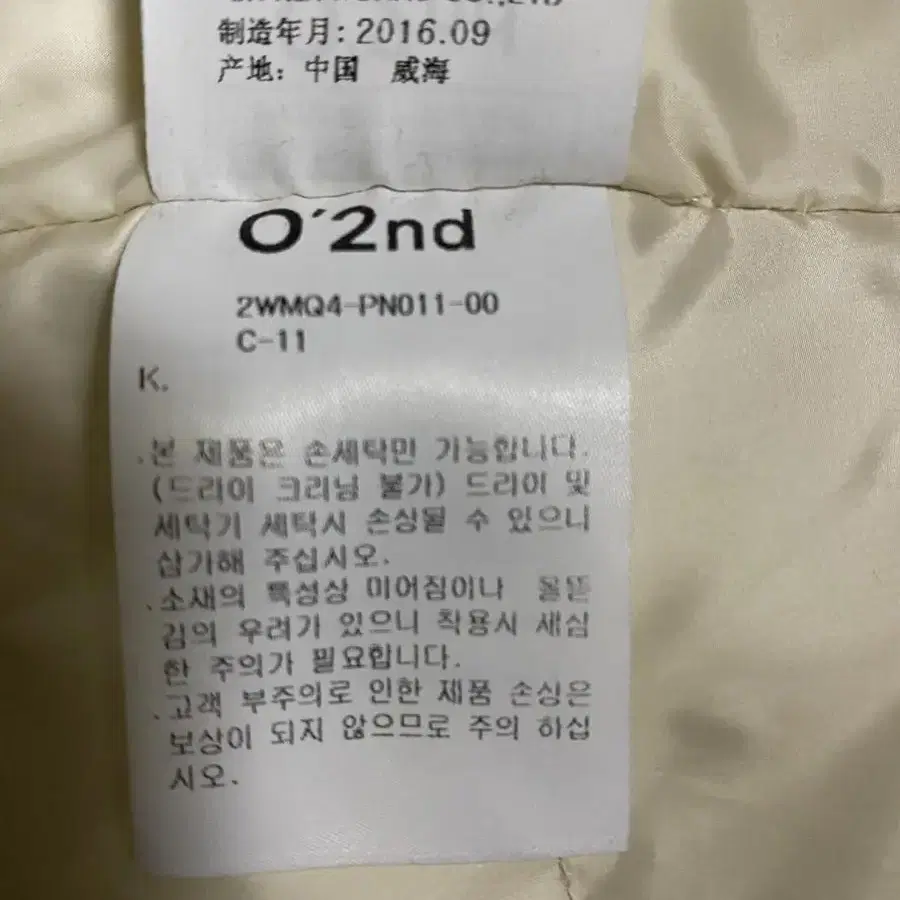 制造年月: 2016.09
产地: 中国 威海
O'2nd
2WMQ4-PN011-00
C-11
K.
.본 제품은 손세탁만 가능합니다.
(드리이 크리닝 불가) 드리이 및
세탁기 세탁시 손상될 수 있으니
삼가해 주십시오.
.소재의 특성상 미어짐이나 올뜯
김의 우려가 있으니 착용시 세심
한 주의가 필요합니다.
.고객 부주의로 인한 제품 손상은
보상이 되지 않으므로 주의 하십
시오.